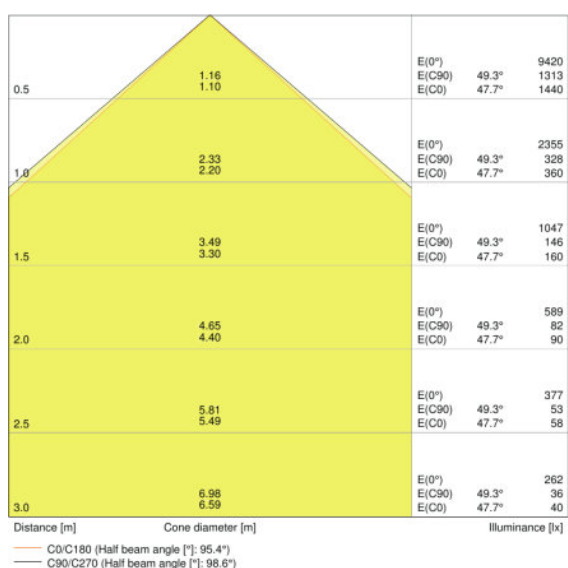 E(0°) 9420
1.16 E(C90) 49.3° 1313
0.5 1.10 E(C0) 47.7° 1440
E(0°) 2355
2.33 E(C90) 49.3° 328
1.0 2.20 E(C0) 47.7° 360
E(0°) 1047
3.49 E(C90) 49.3° 146
1.5 3.30 E(C0) 47.7° 160
E(0°) 589
4.65 E(C90) 49.3° 82
2.0 4.40 E(C0) 47.7° 90
E(0°) 377
5.81 E(C90) 49.3° 53
2.5 5.49 E(C0) 47.7° 58
E(0°) 262
6.98 E(C90) 49.3° 36
3.0 6.59 E(C0) 47.7° 40
Distance [m] Cone diameter [m] Illuminance [lx]
C0/C180 (Half beam angle [°]: 95.4°)
C90/C270 (Half beam angle [°]: 98.6°)